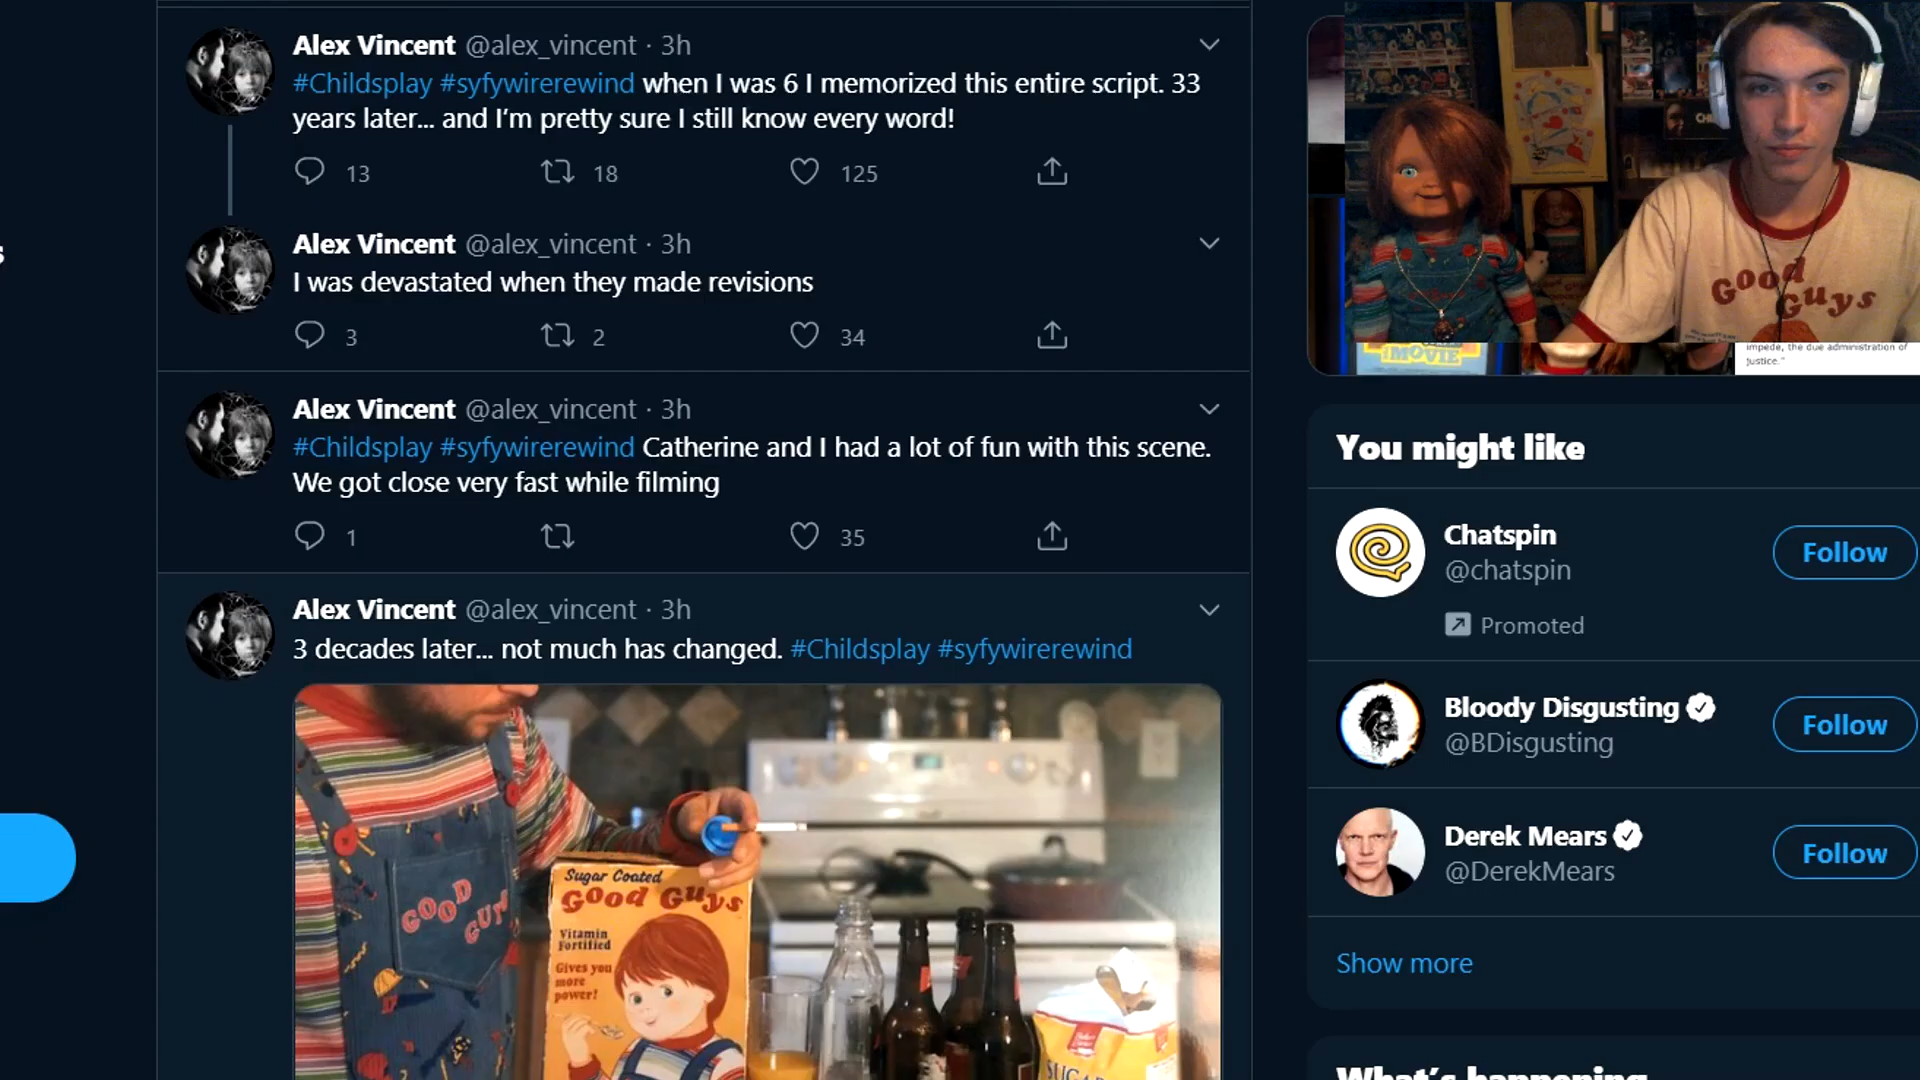 Alex Vincent @alex_vincent · 3h
#Childsplay #syfywirerewind when I was 6 I memorized this entire script. 33
years later... and I'm pretty sure I still know every word!
13 18 125
Alex Vincent @alex_vincent · 3h
I was devastated when they made revisions
3 2 34
Alex Vincent @alex_vincent · 3h
#Childsplay #syfywirerewind Catherine and I had a lot of fun with this scene.
We got close very fast while filming
1 35
Alex Vincent @alex_vincent · 3h
3 decades later... not much has changed. #Childsplay #syfywirerewind
GOOD
GUYS
Sugar Coated
Good Guys
Vitamin
Fortified
Gives you
more
power!
SUGAR
Good
Guys
MOVIE
impede, the due administration of
justice."
You might like
Chatspin
@chatspin
Promoted
Follow
Bloody Disgusting
@BDisgusting
Follow
Derek Mears
@DerekMears
Follow
Show more
What's happening